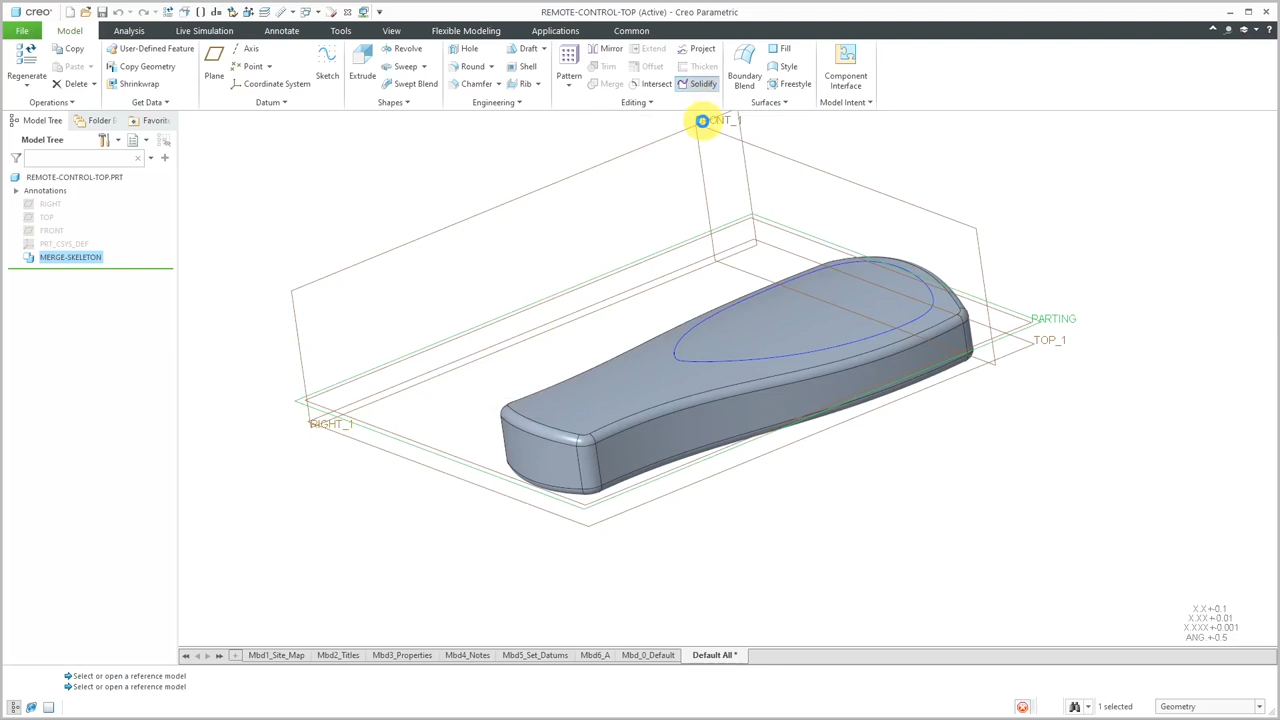 creo REMOTE-CONTROL-TOP (Active) - Creo Parametric
File Model Analysis Live Simulation Annotate Tools View Flexible Modeling Applications Common
Regenerate Copy Paste Delete User-Defined Feature Copy Geometry Shrinkwrap Plane Axis Point Coordinate System Sketch Extrude Revolve Sweep Swept Blend Hole Round Chamfer Draft Shell Rib Pattern Mirror Trim Merge Extend Offset Intersect Project Thicken Solidify Boundary Blend Fill Style Freestyle Component Interface
Operations Get Data Datum Shapes Engineering Editing Surfaces Model Intent
Model Tree Folder B Favorite
Model Tree
REMOTE-CONTROL-TOP.PRT
Annotations
RIGHT
TOP
FRONT
PRT_CSYS_DEF
MERGE-SKELETON
PARTING
TOP_1
RIGHT_1
X.X+-0.1
X.XX+-0.01
X.XXX+-0.001
ANG.+-0.5
Mbd1_Site_Map Mbd2_Titles Mbd3_Properties Mbd4_Notes Mbd5_Set_Datums Mbd6_A Mbd_0_Default Default All *
Select or open a reference model
Select or open a reference model
1 selected Geometry